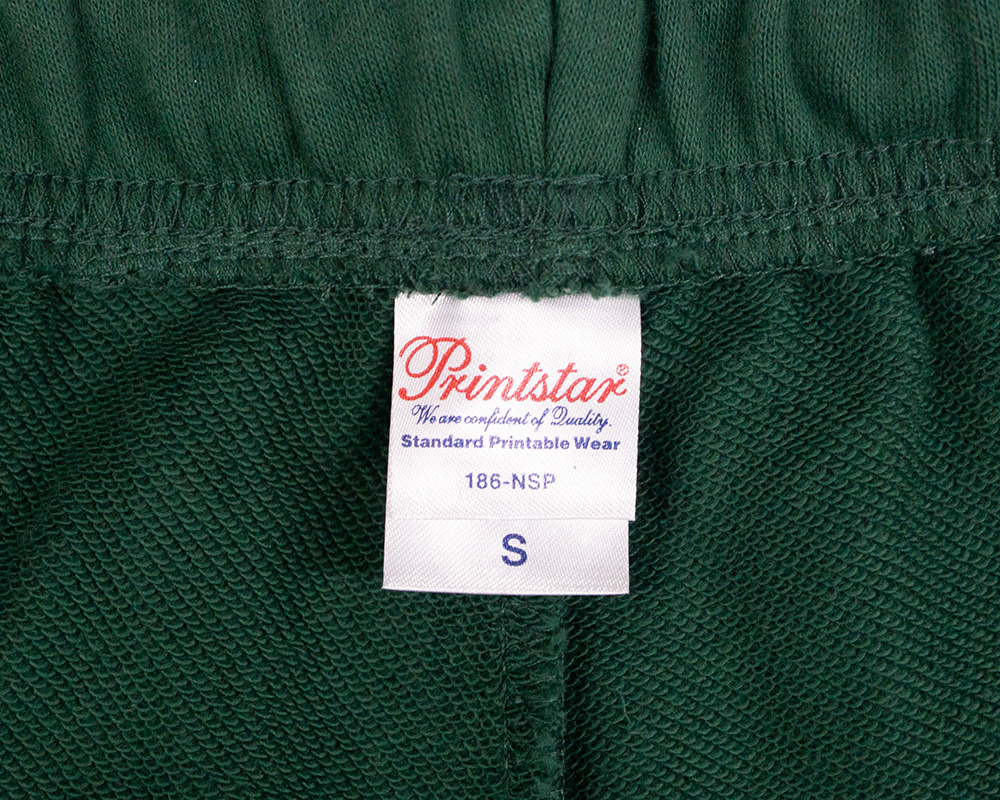 Printstar®
We are confident of Quality.
Standard Printable Wear
186-NSP
S